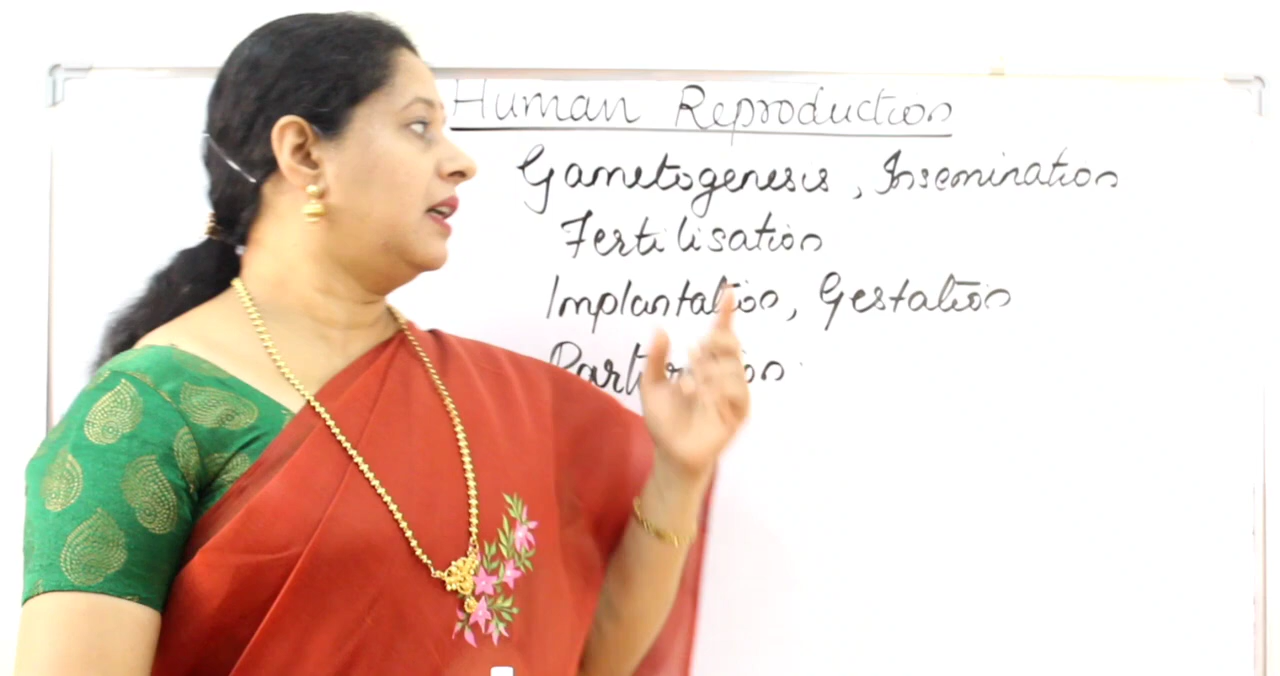 Human Reproduction
Gametogenesis, Insemination
Fertilisation
Implantation, Gestation